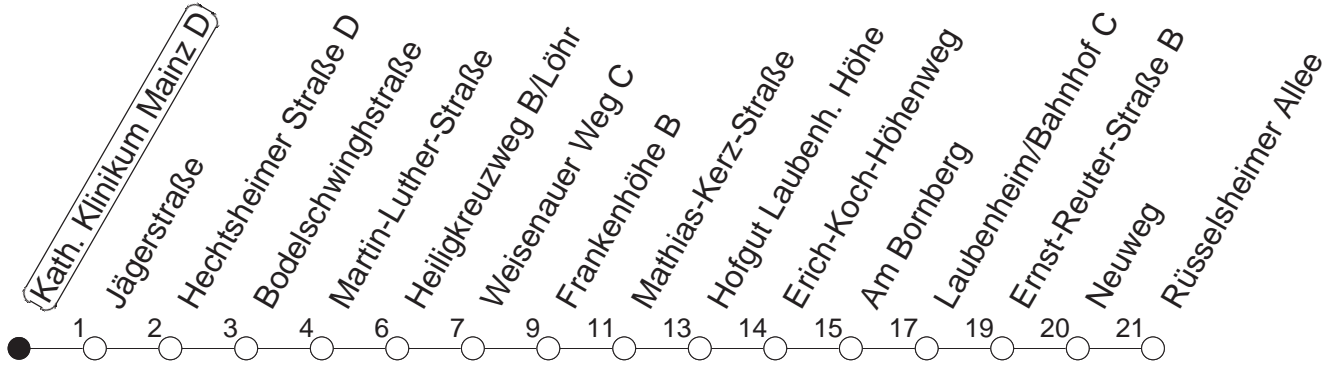 Kath. Klinikum Mainz D
Jägerstraße
Hechtsheimer Straße D
Bodelschwinghstraße
Martin-Luther-Straße
Heiligkreuzweg B/Löhr
Weisenauer Weg C
Frankenhöhe B
Mathias-Kerz-Straße
Hofgut Laubenh. Höhe
Erich-Koch-Höhenweg
Am Bornberg
Laubenheim/Bahnhof C
Ernst-Reuter-Straße B
Neuweg
Rüsselsheimer Allee
1 2 3 4 6 7 9 11 13 14 15 17 19 20 21